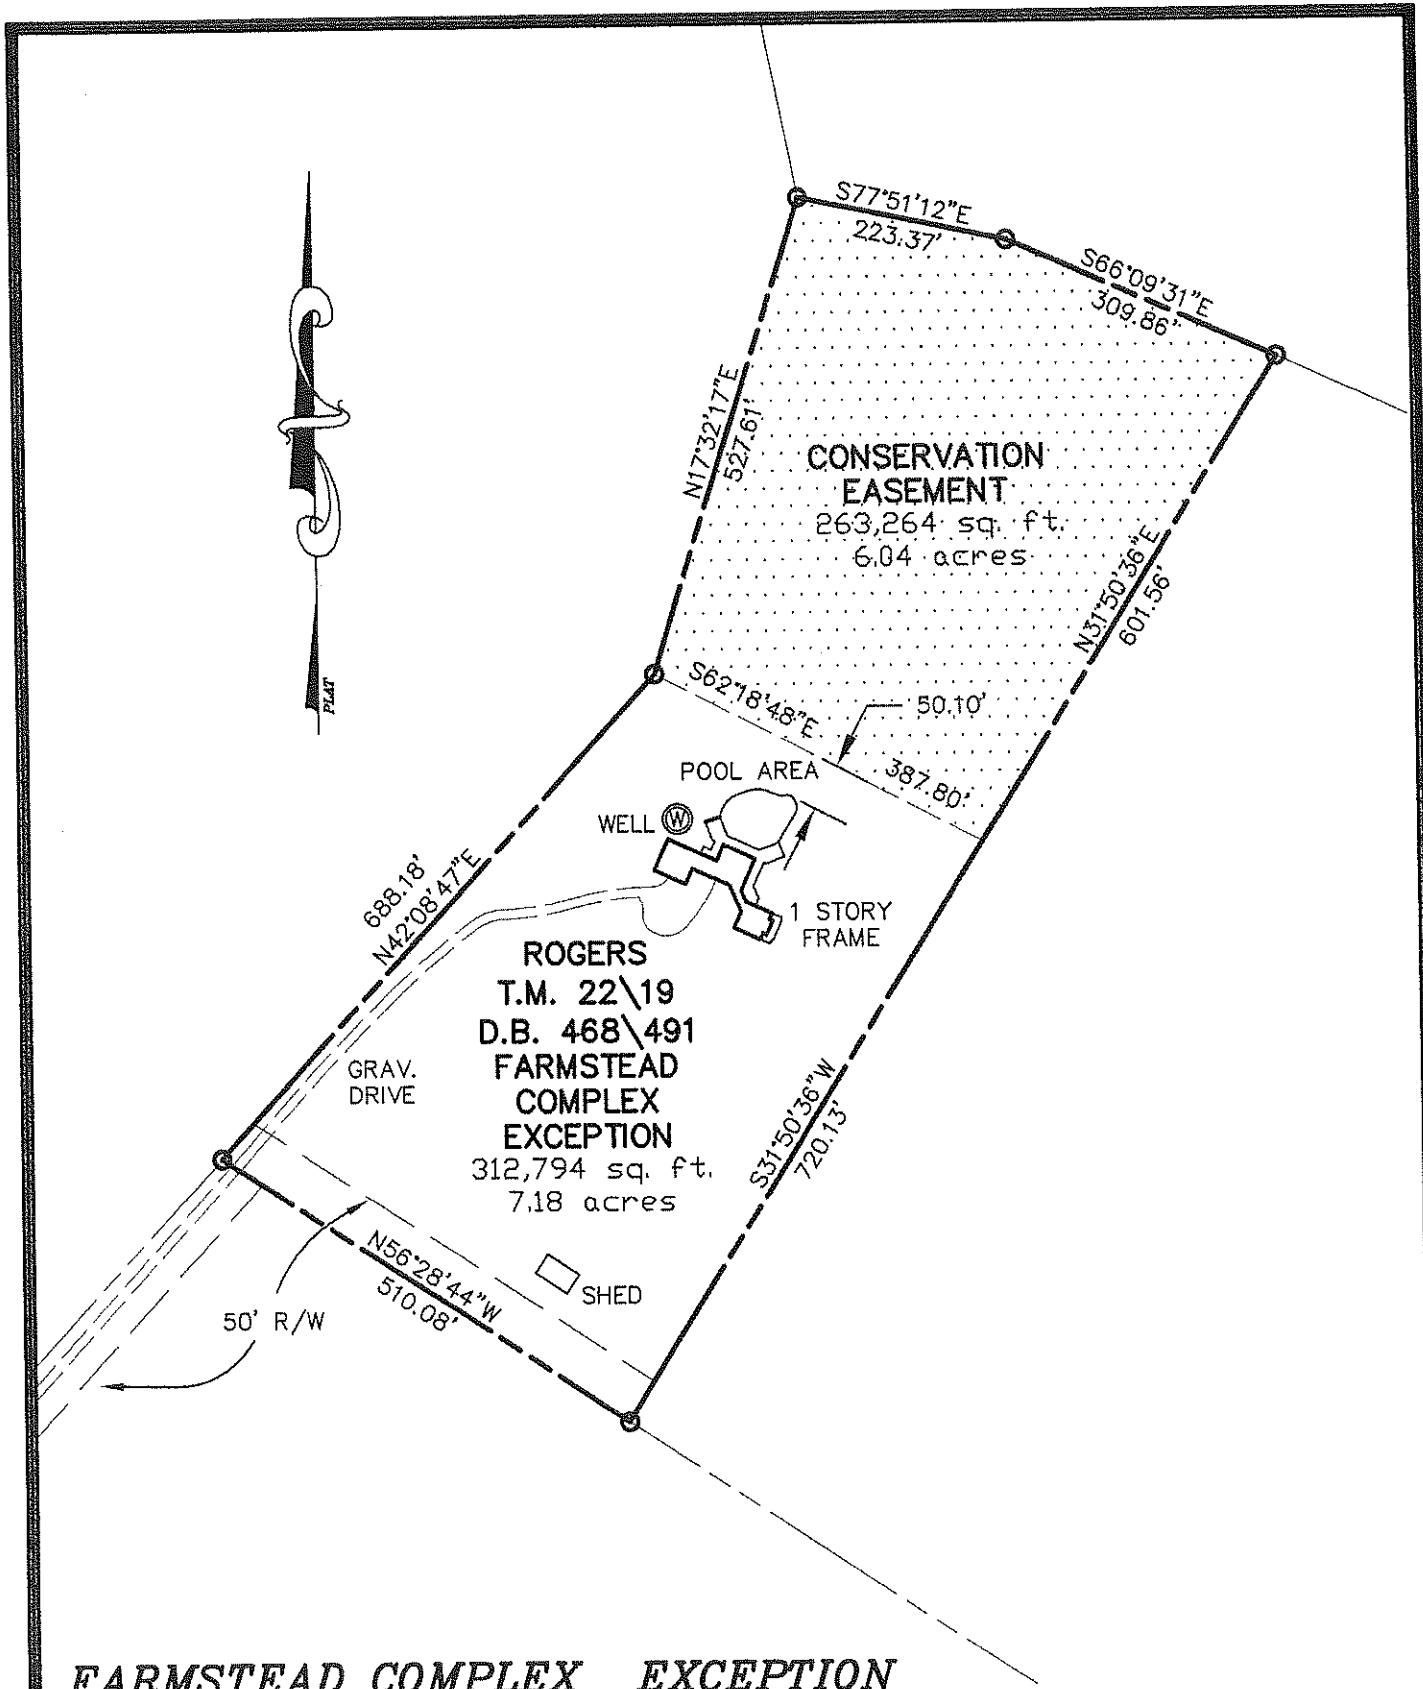 S77°51'12"E
223.37'
S66°09'31"E
309.86'
N17°32'17"E
527.61'
CONSERVATION
EASEMENT
263,264 sq. ft.
6.04 acres
N31°50'36"E
601.56'
PLAT
S62°18'48"E
50.10'
387.80'
POOL AREA
WELL W
1 STORY
FRAME
688.18'
N42°08'47"E
ROGERS
T.M. 22\19
D.B. 468\491
FARMSTEAD
COMPLEX
EXCEPTION
312,794 sq. ft.
7.18 acres
GRAV.
DRIVE
S31°50'36"W
720.13'
N56°28'44"W
510.08'
SHED
50' R/W
FARMSTEAD COMPLEX EXCEPTION